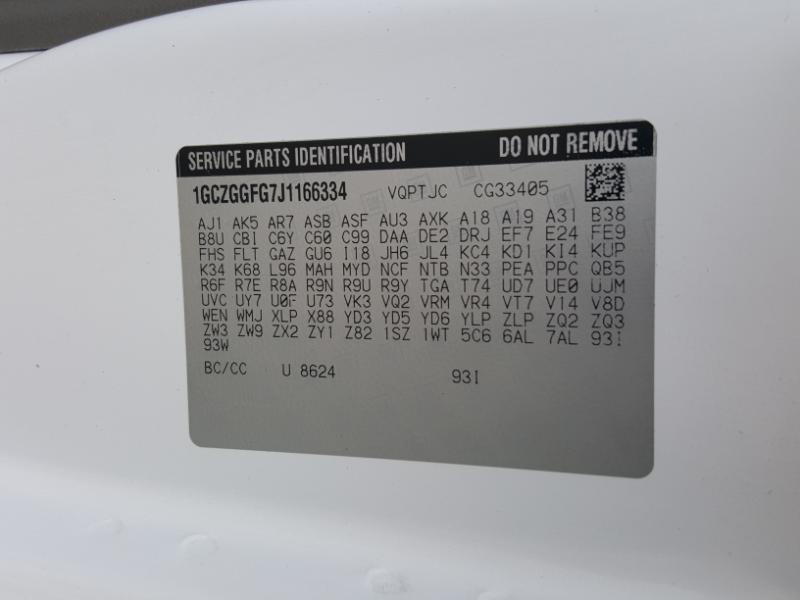 SERVICE PARTS IDENTIFICATION DO NOT REMOVE
1GCZGGFG7J1166334 VQPTJC CG33405
AJ1 AK5 AR7 ASB ASF AU3 AXK A18 A19 A31 B38
B8U CBI C6Y C60 C99 DAA DE2 DRJ EF7 E24 FE9
FHS FLT GAZ GU6 I18 JH6 JL4 KC4 KD1 KI4 KUP
K34 K68 L96 MAH MYD NCF NTB N33 PEA PPC QB5
R6F R7E R8A R9N R9U R9Y TGA T74 UD7 UE0 UJM
UVC UY7 U0F U73 VK3 VQ2 VRM VR4 VT7 V14 V8D
WEN WMJ XLP X88 YD3 YD5 YD6 YLP ZLP ZQ2 ZQ3
ZW3 ZW9 ZX2 ZY1 Z82 1SZ 1WT 5C6 6AL 7AL 93I
93W
BC/CC U 8624 93I